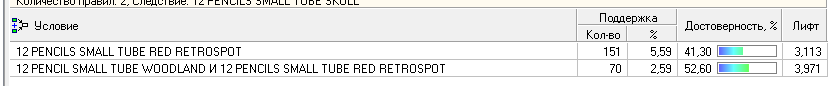 Количество правил: 2, Следствие: 12 PENCILS SMALL TUBE SKULL
Условие Поддержка Достоверность, % Лифт
Кол-во %
12 PENCILS SMALL TUBE RED RETROSPOT 151 5,59 41,30 3,113
12 PENCIL SMALL TUBE WOODLAND И 12 PENCILS SMALL TUBE RED RETROSPOT 70 2,59 52,60 3,971